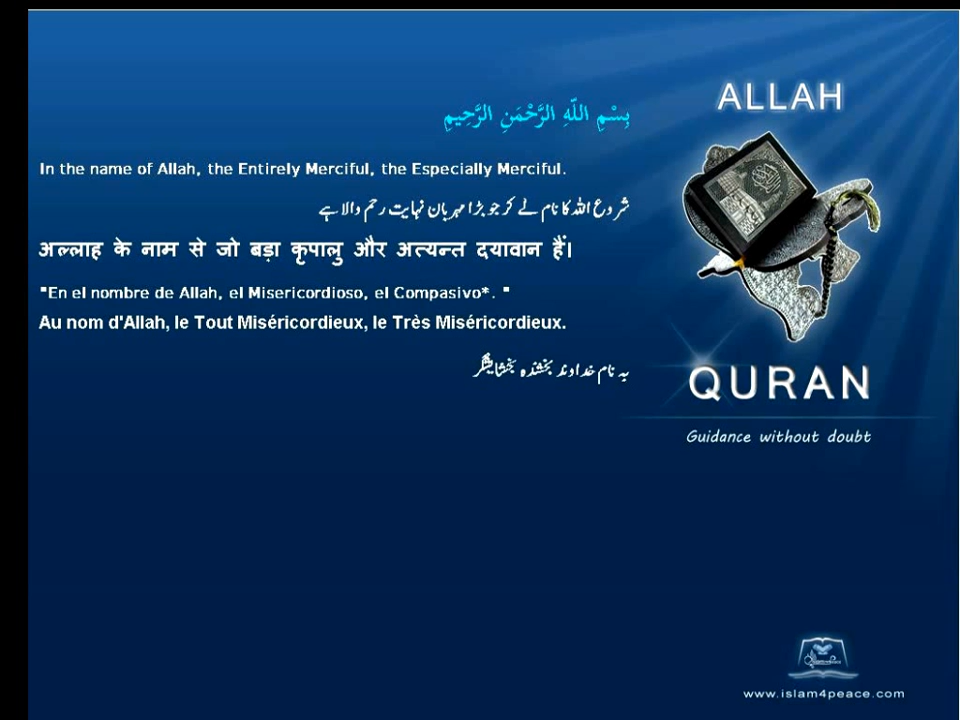 بِسْمِ اللّهِ الرَّحْمَنِ الرَّحِيمِ
In the name of Allah, the Entirely Merciful, the Especially Merciful.
شروع اللہ کا نام لے کر جو بڑا مہربان نہایت رحم والا ہے
अल्लाह के नाम से जो बड़ा कृपालु और अत्यन्त दयावान हैं।
"En el nombre de Allah, el Misericordioso, el Compasivo*. "
Au nom d'Allah, le Tout Miséricordieux, le Très Miséricordieux.
به نام خداوند بخشنده بخشایشگر
ALLAH
QURAN
Guidance without doubt
www.islam4peace.com